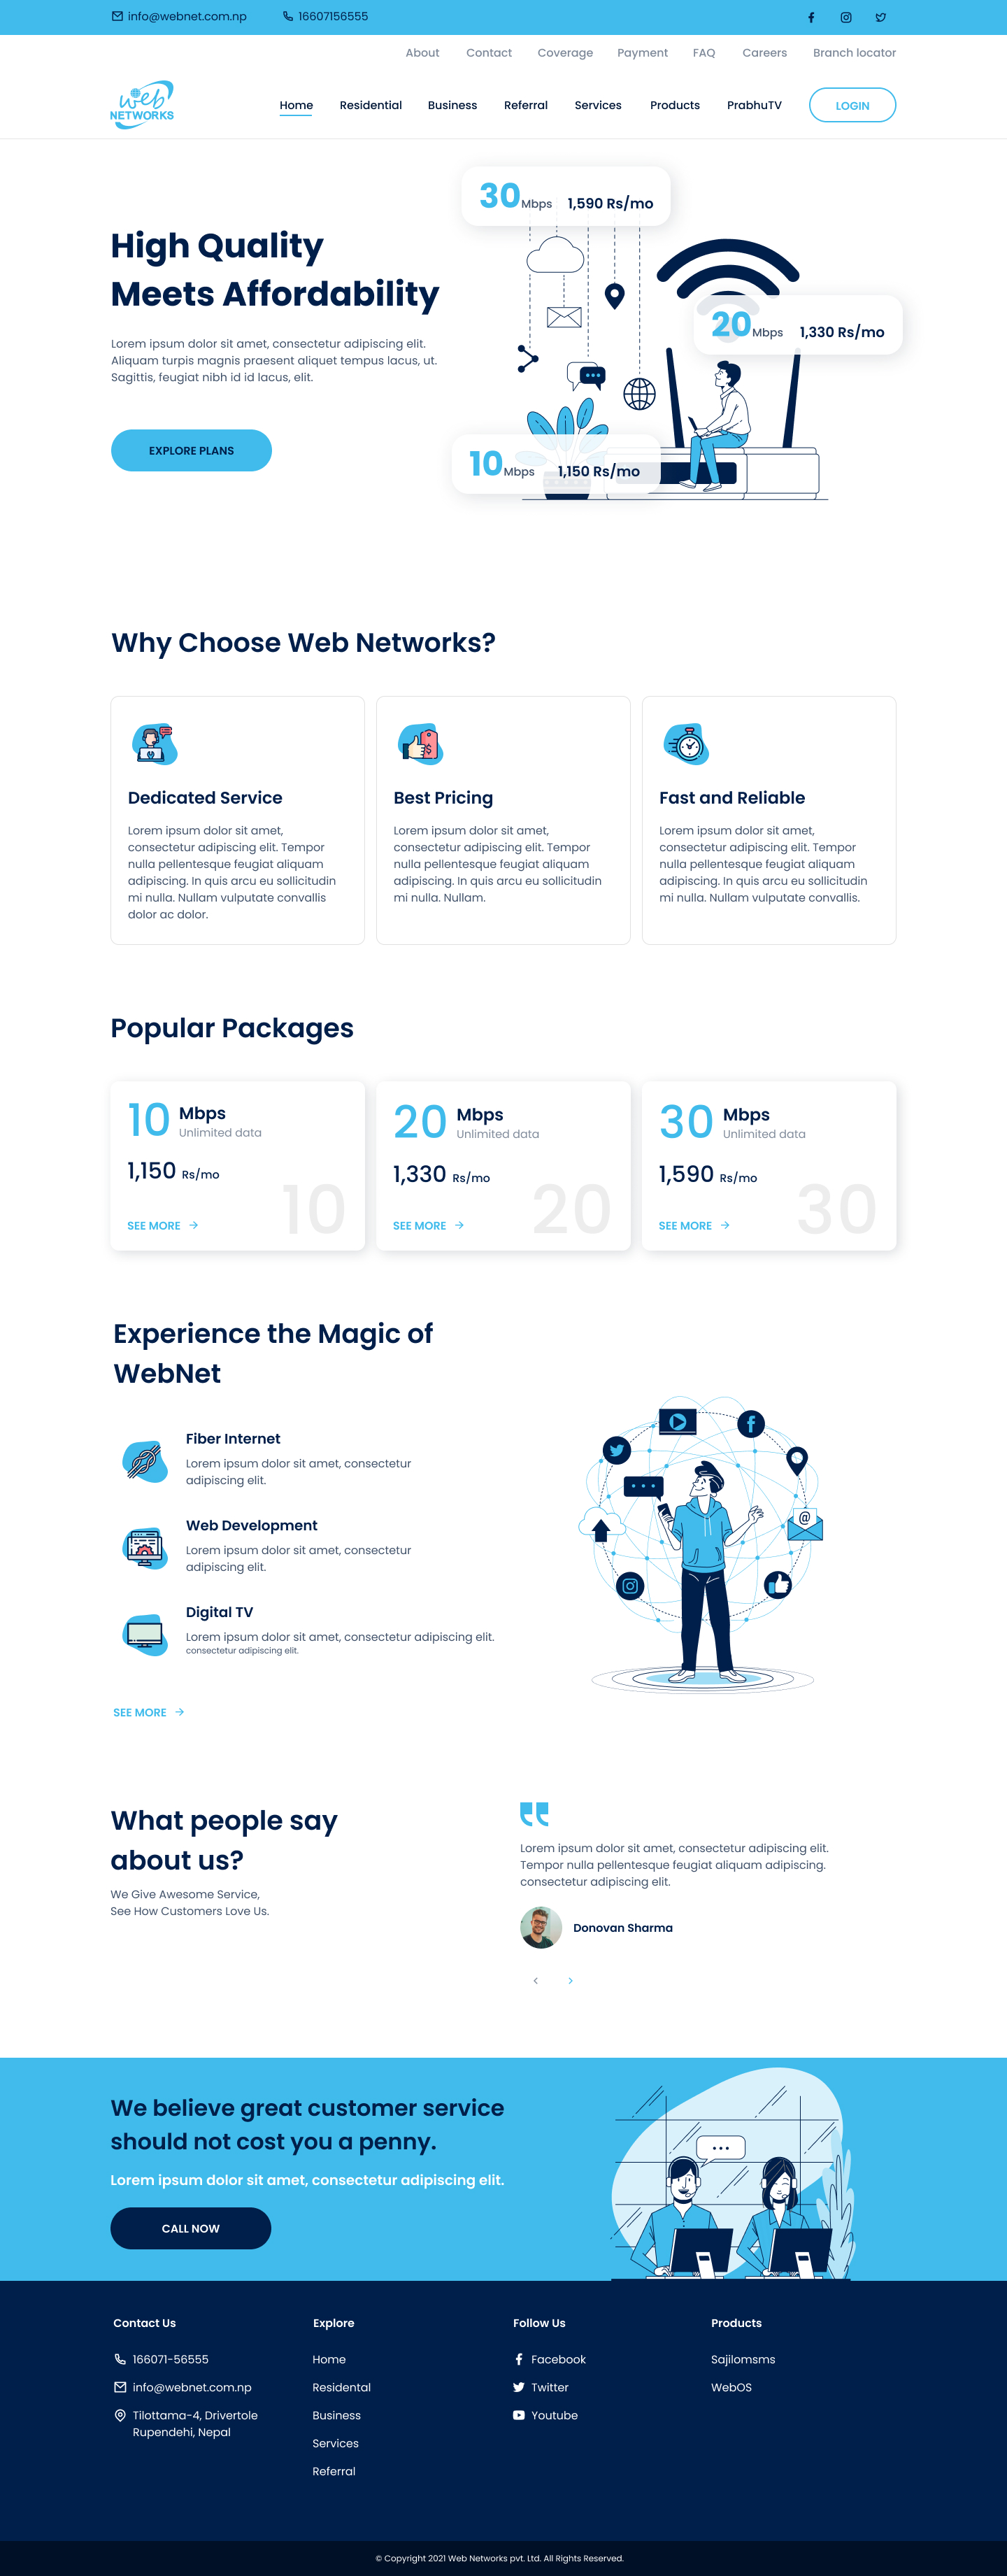 info@webnet.com.np
16607156555
About Contact Coverage Payment FAQ Careers Branch locator
web
NETWORKS
Home Residential Business Referral Services Products PrabhuTV LOGIN
30 Mbps 1,590 Rs/mo
High Quality
Meets Affordability
Lorem ipsum dolor sit amet, consectetur adipiscing elit.
Aliquam turpis magnis praesent aliquet tempus lacus, ut.
Sagittis, feugiat nibh id id lacus, elit.
EXPLORE PLANS
20 Mbps 1,330 Rs/mo
10 Mbps 1,150 Rs/mo
Why Choose Web Networks?
Dedicated Service
Lorem ipsum dolor sit amet,
consectetur adipiscing elit. Tempor
nulla pellentesque feugiat aliquam
adipiscing. In quis arcu eu sollicitudin
mi nulla. Nullam vulputate convallis
dolor ac dolor.
Best Pricing
Lorem ipsum dolor sit amet,
consectetur adipiscing elit. Tempor
nulla pellentesque feugiat aliquam
adipiscing. In quis arcu eu sollicitudin
mi nulla. Nullam.
Fast and Reliable
Lorem ipsum dolor sit amet,
consectetur adipiscing elit. Tempor
nulla pellentesque feugiat aliquam
adipiscing. In quis arcu eu sollicitudin
mi nulla. Nullam vulputate convallis.
Popular Packages
10 Mbps
Unlimited data
1,150 Rs/mo
SEE MORE
10
20 Mbps
Unlimited data
1,330 Rs/mo
SEE MORE
20
30 Mbps
Unlimited data
1,590 Rs/mo
SEE MORE
30
Experience the Magic of
WebNet
Fiber Internet
Lorem ipsum dolor sit amet, consectetur
adipiscing elit.
Web Development
Lorem ipsum dolor sit amet, consectetur
adipiscing elit.
Digital TV
Lorem ipsum dolor sit amet, consectetur adipiscing elit.
consectetur adipiscing elit.
SEE MORE
@
What people say
about us?
We Give Awesome Service,
See How Customers Love Us.
Lorem ipsum dolor sit amet, consectetur adipiscing elit.
Tempor nulla pellentesque feugiat aliquam adipiscing.
consectetur adipiscing elit.
Donovan Sharma
We believe great customer service
should not cost you a penny.
Lorem ipsum dolor sit amet, consectetur adipiscing elit.
CALL NOW
Contact Us
166071-56555
info@webnet.com.np
Tilottama-4, Drivertole
Rupendehi, Nepal
Explore
Home
Residental
Business
Services
Referral
Follow Us
Facebook
Twitter
Youtube
Products
Sajilomsms
WebOS
© Copyright 2021 Web Networks pvt. Ltd. All Rights Reserved.